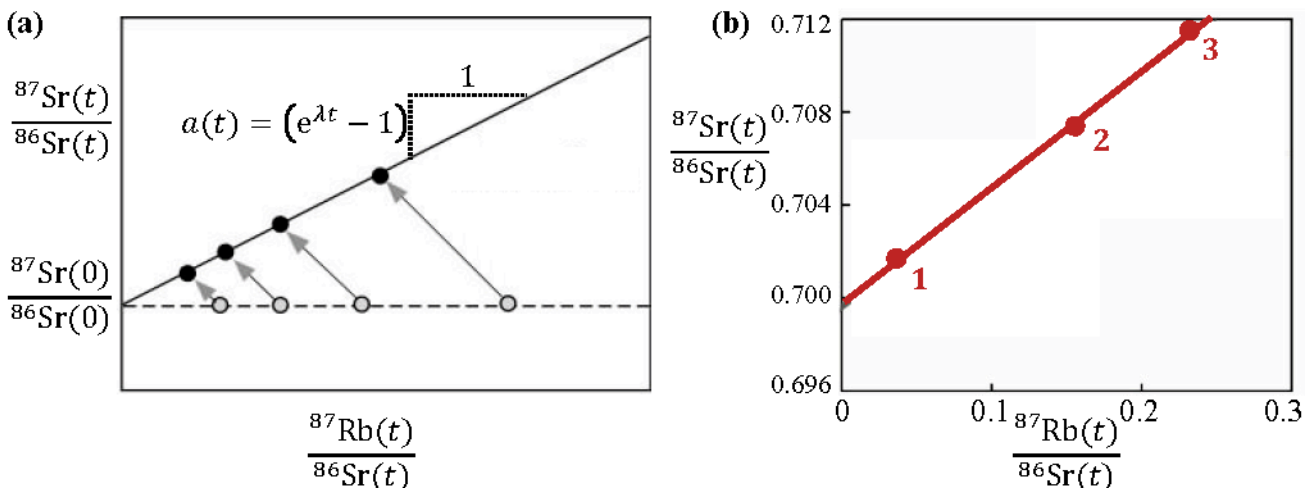 (a)
⁸⁷Sr(t)
⁸⁶Sr(t)
a(t) = (e^λt − 1)
1
⁸⁷Sr(0)
⁸⁶Sr(0)
⁸⁷Rb(t)
⁸⁶Sr(t)
(b)
0.712
0.708
0.704
0.700
0.696
⁸⁷Sr(t)
⁸⁶Sr(t)
3
2
1
0 0.1 0.2 0.3
⁸⁷Rb(t)
⁸⁶Sr(t)